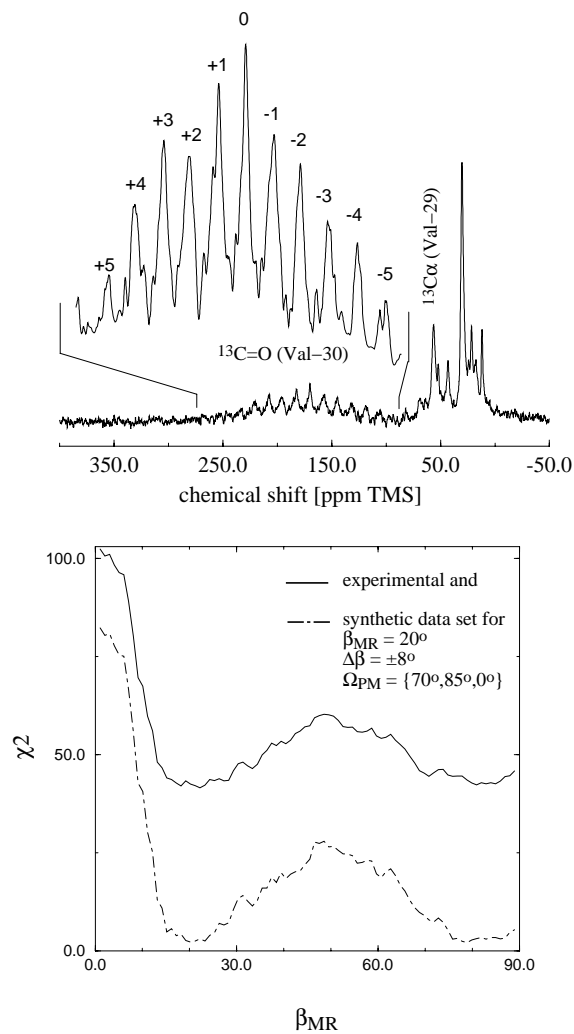 0
+1
+3
+2
-1
-2
+4
-3
-4
+5
-5
¹³Cα (Val−29)
¹³C=O (Val−30)
350.0 250.0 150.0 50.0 -50.0
chemical shift [ppm TMS]
100.0
experimental and
synthetic data set for
βMR = 20º
Δβ = ±8º
ΩPM = {70º,85º,0º}
χ2
50.0
0.0
0.0 30.0 60.0 90.0
βMR